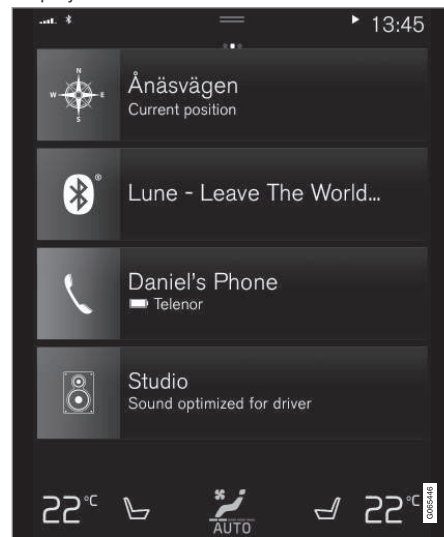 13:45
N
W E
S
Ånäsvägen
Current position
®
Lune - Leave The World...
Daniel's Phone
Telenor
Studio
Sound optimized for driver
22°C
AUTO
22°C
G065446